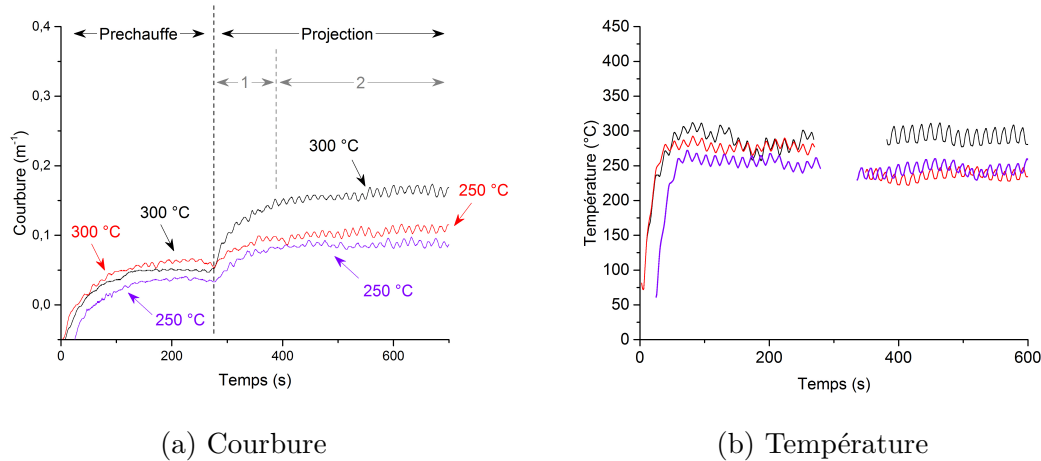 Prechauffe
Projection
1
2
300 °C
250 °C
300 °C
300 °C
250 °C
250 °C
0,4
0,3
0,2
0,1
0,0
Courbure (m⁻¹)
0
200
400
600
Temps (s)
450
400
350
300
250
200
150
100
50
0
Température (°C)
0
200
400
600
Temps (s)
(a) Courbure
(b) Température